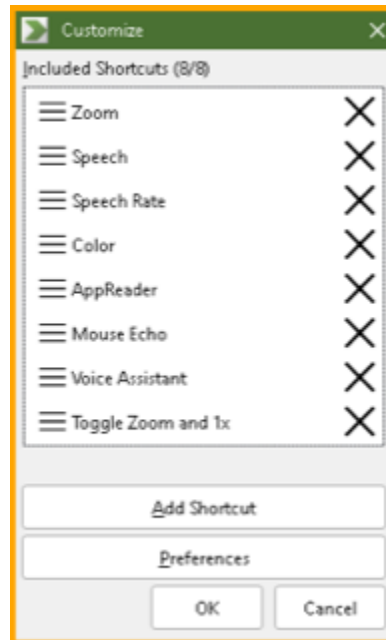 Customize
Included Shortcuts (8/8)
Zoom
Speech
Speech Rate
Color
AppReader
Mouse Echo
Voice Assistant
Toggle Zoom and 1x
Add Shortcut
Preferences
OK Cancel